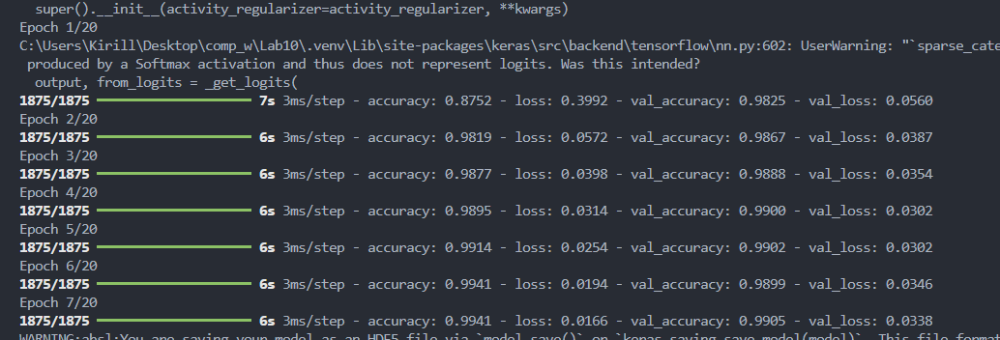 super().__init__(activity_regularizer=activity_regularizer, **kwargs)
Epoch 1/20
C:\Users\Kirill\Desktop\comp_w\Lab10\.venv\Lib\site-packages\keras\src\backend\tensorflow\nn.py:602: UserWarning: "`sparse_cate
produced by a Softmax activation and thus does not represent logits. Was this intended?
output, from_logits = _get_logits(
1875/1875 7s 3ms/step - accuracy: 0.8752 - loss: 0.3992 - val_accuracy: 0.9825 - val_loss: 0.0560
Epoch 2/20
1875/1875 6s 3ms/step - accuracy: 0.9819 - loss: 0.0572 - val_accuracy: 0.9867 - val_loss: 0.0387
Epoch 3/20
1875/1875 6s 3ms/step - accuracy: 0.9877 - loss: 0.0398 - val_accuracy: 0.9888 - val_loss: 0.0354
Epoch 4/20
1875/1875 6s 3ms/step - accuracy: 0.9895 - loss: 0.0314 - val_accuracy: 0.9900 - val_loss: 0.0302
Epoch 5/20
1875/1875 6s 3ms/step - accuracy: 0.9914 - loss: 0.0254 - val_accuracy: 0.9902 - val_loss: 0.0302
Epoch 6/20
1875/1875 6s 3ms/step - accuracy: 0.9941 - loss: 0.0194 - val_accuracy: 0.9899 - val_loss: 0.0346
Epoch 7/20
1875/1875 6s 3ms/step - accuracy: 0.9941 - loss: 0.0166 - val_accuracy: 0.9905 - val_loss: 0.0338
WARNING:absl:You are saving your model as an HDF5 file via `model.save()` or `keras.saving.save_model(model)`. This file format